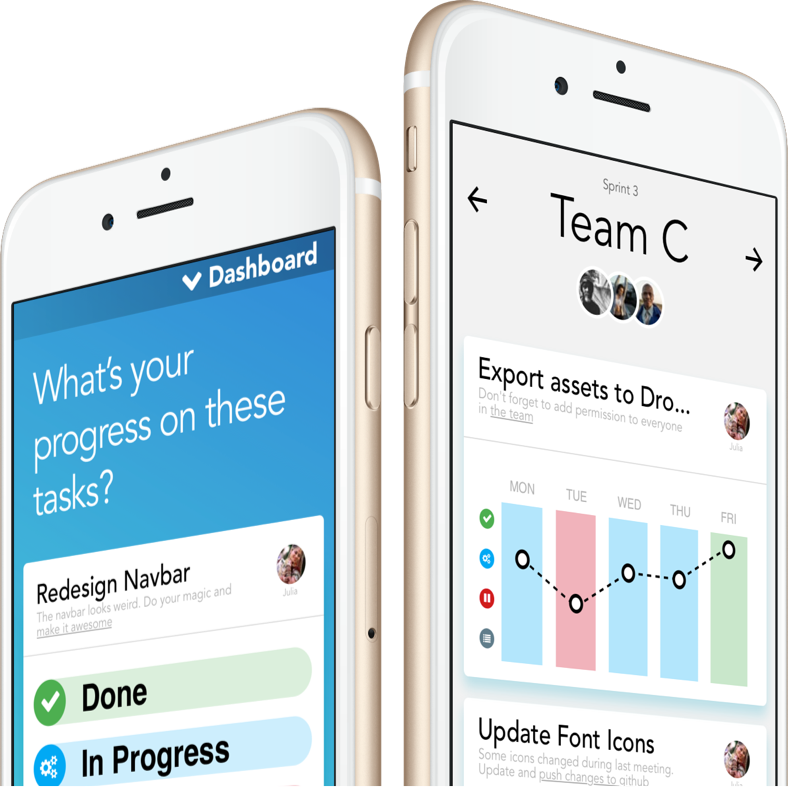 Dashboard
What's your
progress on these
tasks?
Redesign Navbar
The navbar looks weird. Do your magic and
make it awesome
Julia
Done
In Progress
Sprint 3
Team C
Export assets to Dro...
Don't forget to add permission to everyone
in the team
Julia
MON TUE WED THU FRI
Update Font Icons
Some icons changed during last meeting.
Update and push changes to github
Julia